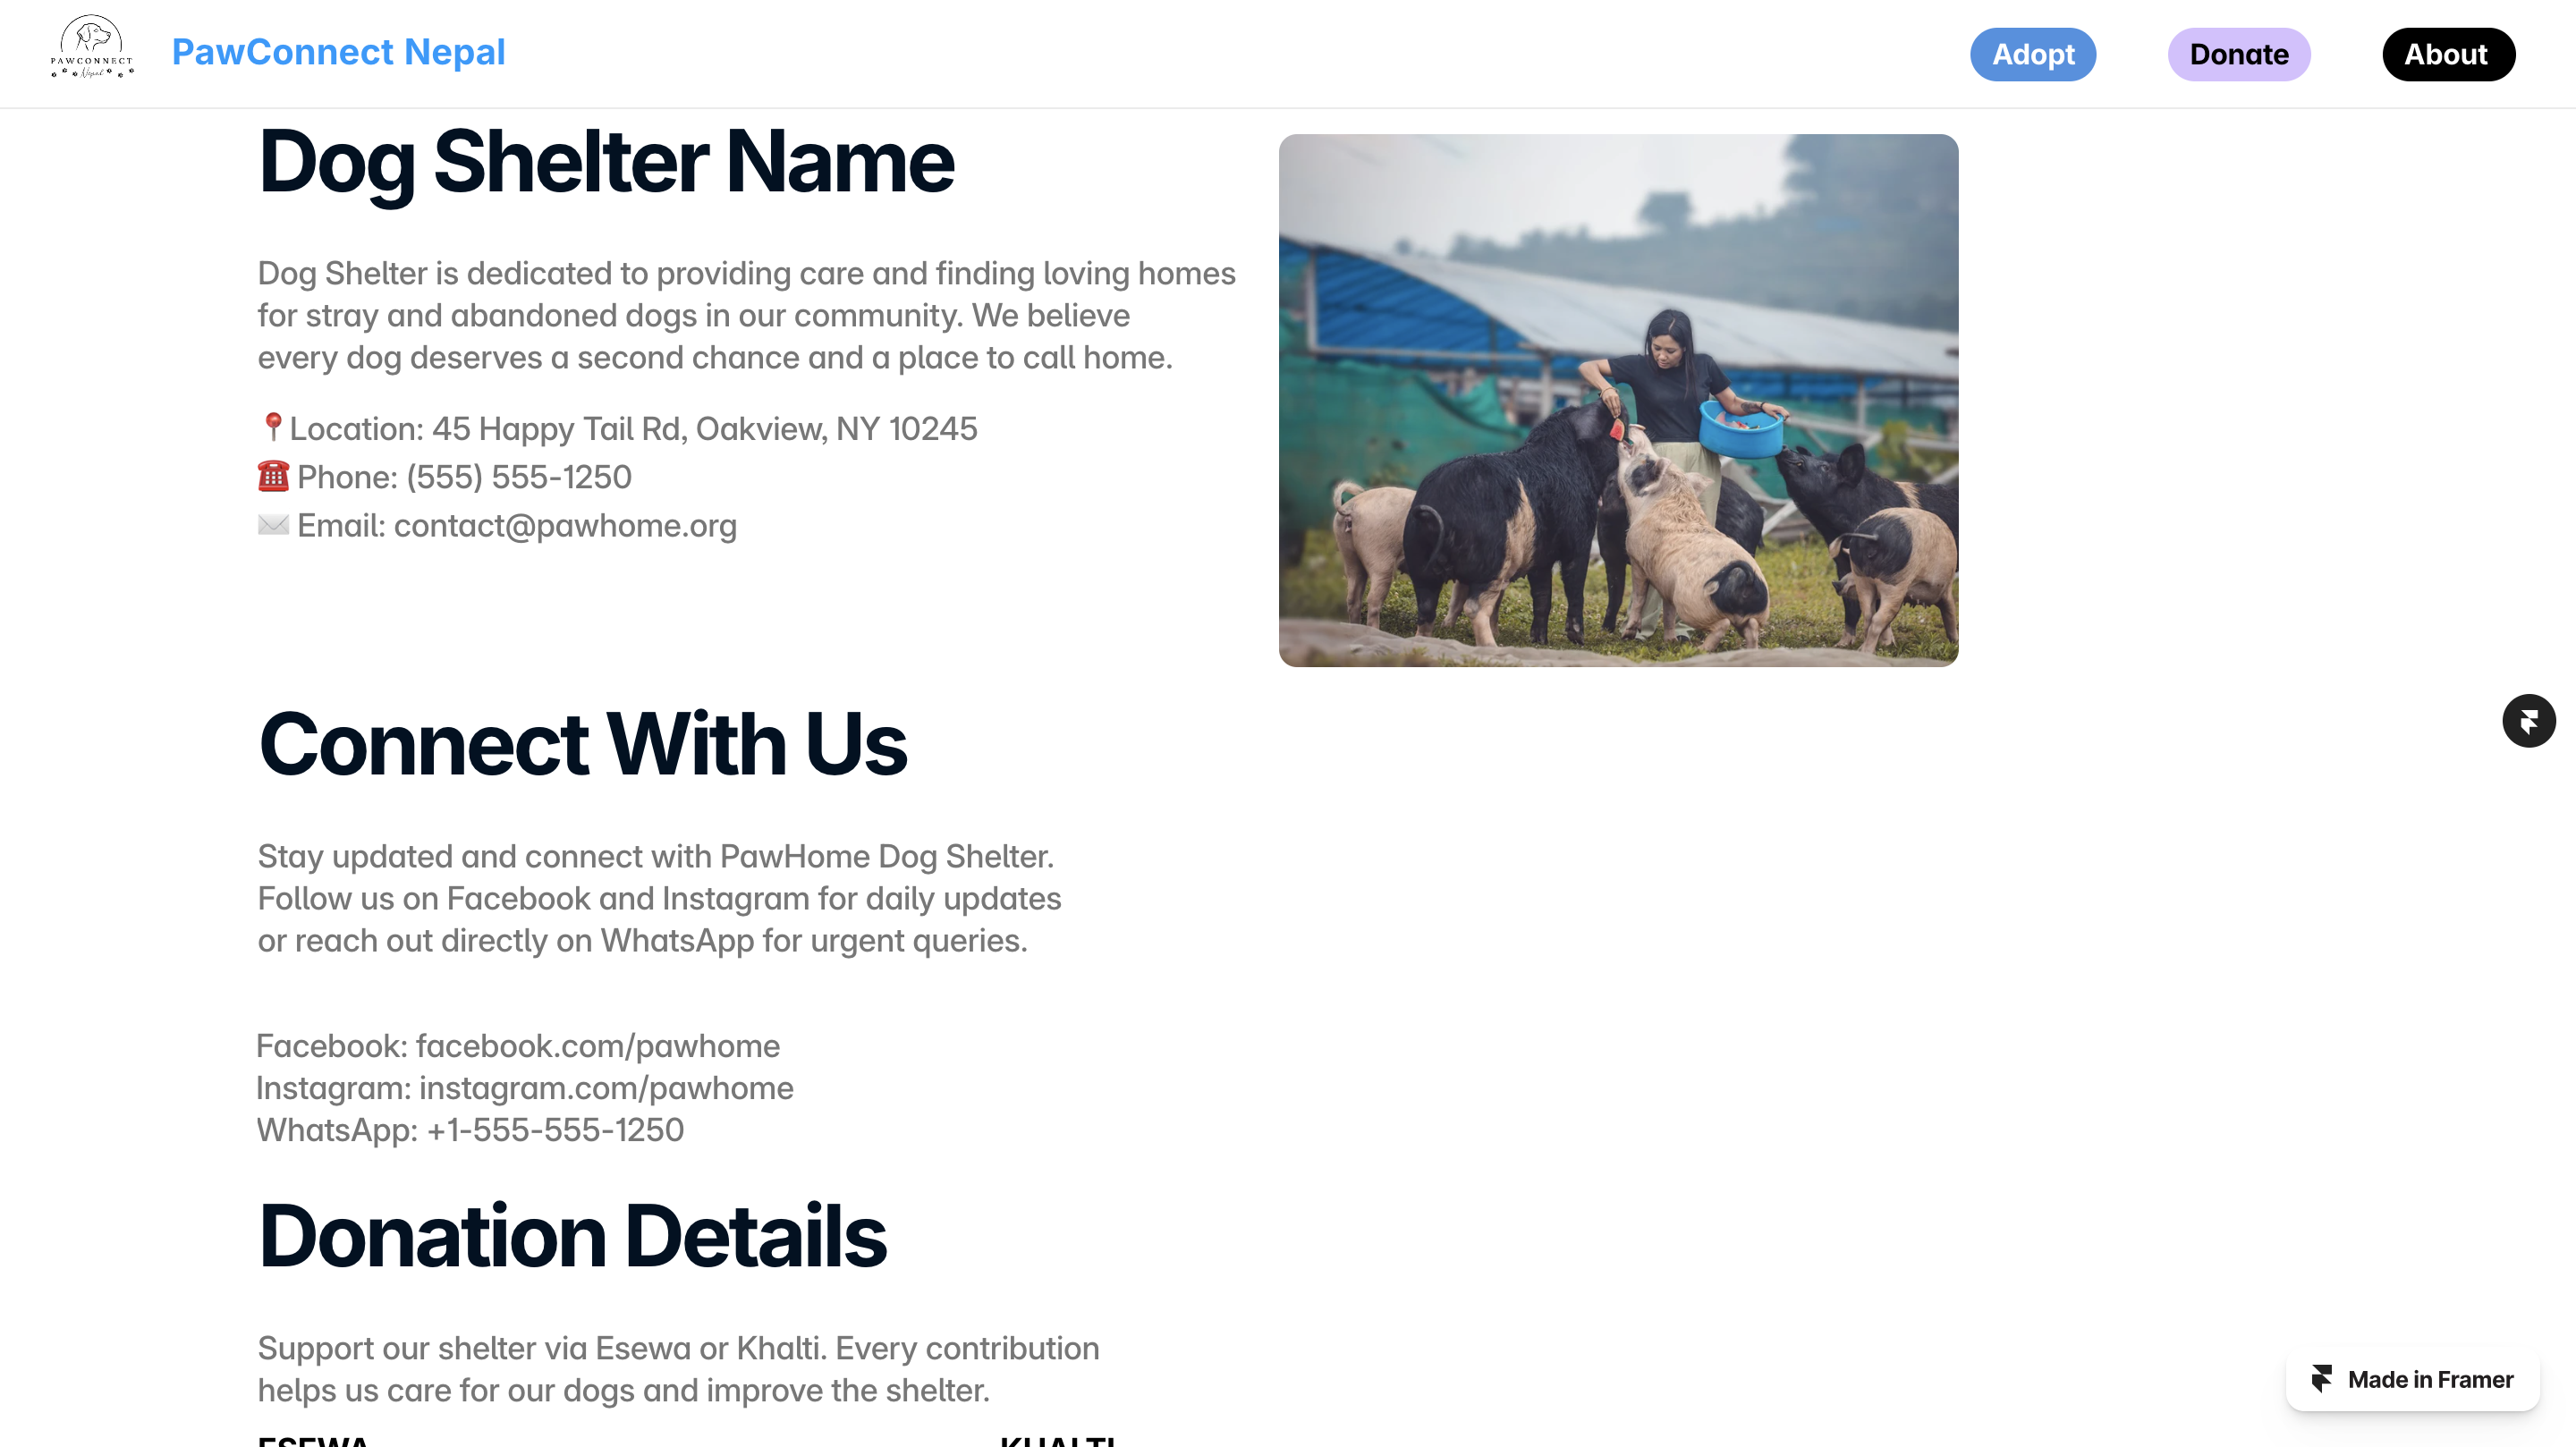 PAWCONNECT
Nepal
PawConnect Nepal
Adopt
Donate
About
Dog Shelter Name
Dog Shelter is dedicated to providing care and finding loving homes
for stray and abandoned dogs in our community. We believe
every dog deserves a second chance and a place to call home.
📍Location: 45 Happy Tail Rd, Oakview, NY 10245
☎️ Phone: (555) 555-1250
✉️ Email: contact@pawhome.org
Connect With Us
Stay updated and connect with PawHome Dog Shelter.
Follow us on Facebook and Instagram for daily updates
or reach out directly on WhatsApp for urgent queries.
Facebook: facebook.com/pawhome
Instagram: instagram.com/pawhome
WhatsApp: +1-555-555-1250
Donation Details
Support our shelter via Esewa or Khalti. Every contribution
helps us care for our dogs and improve the shelter.
Made in Framer
ESEWA
KHALTI